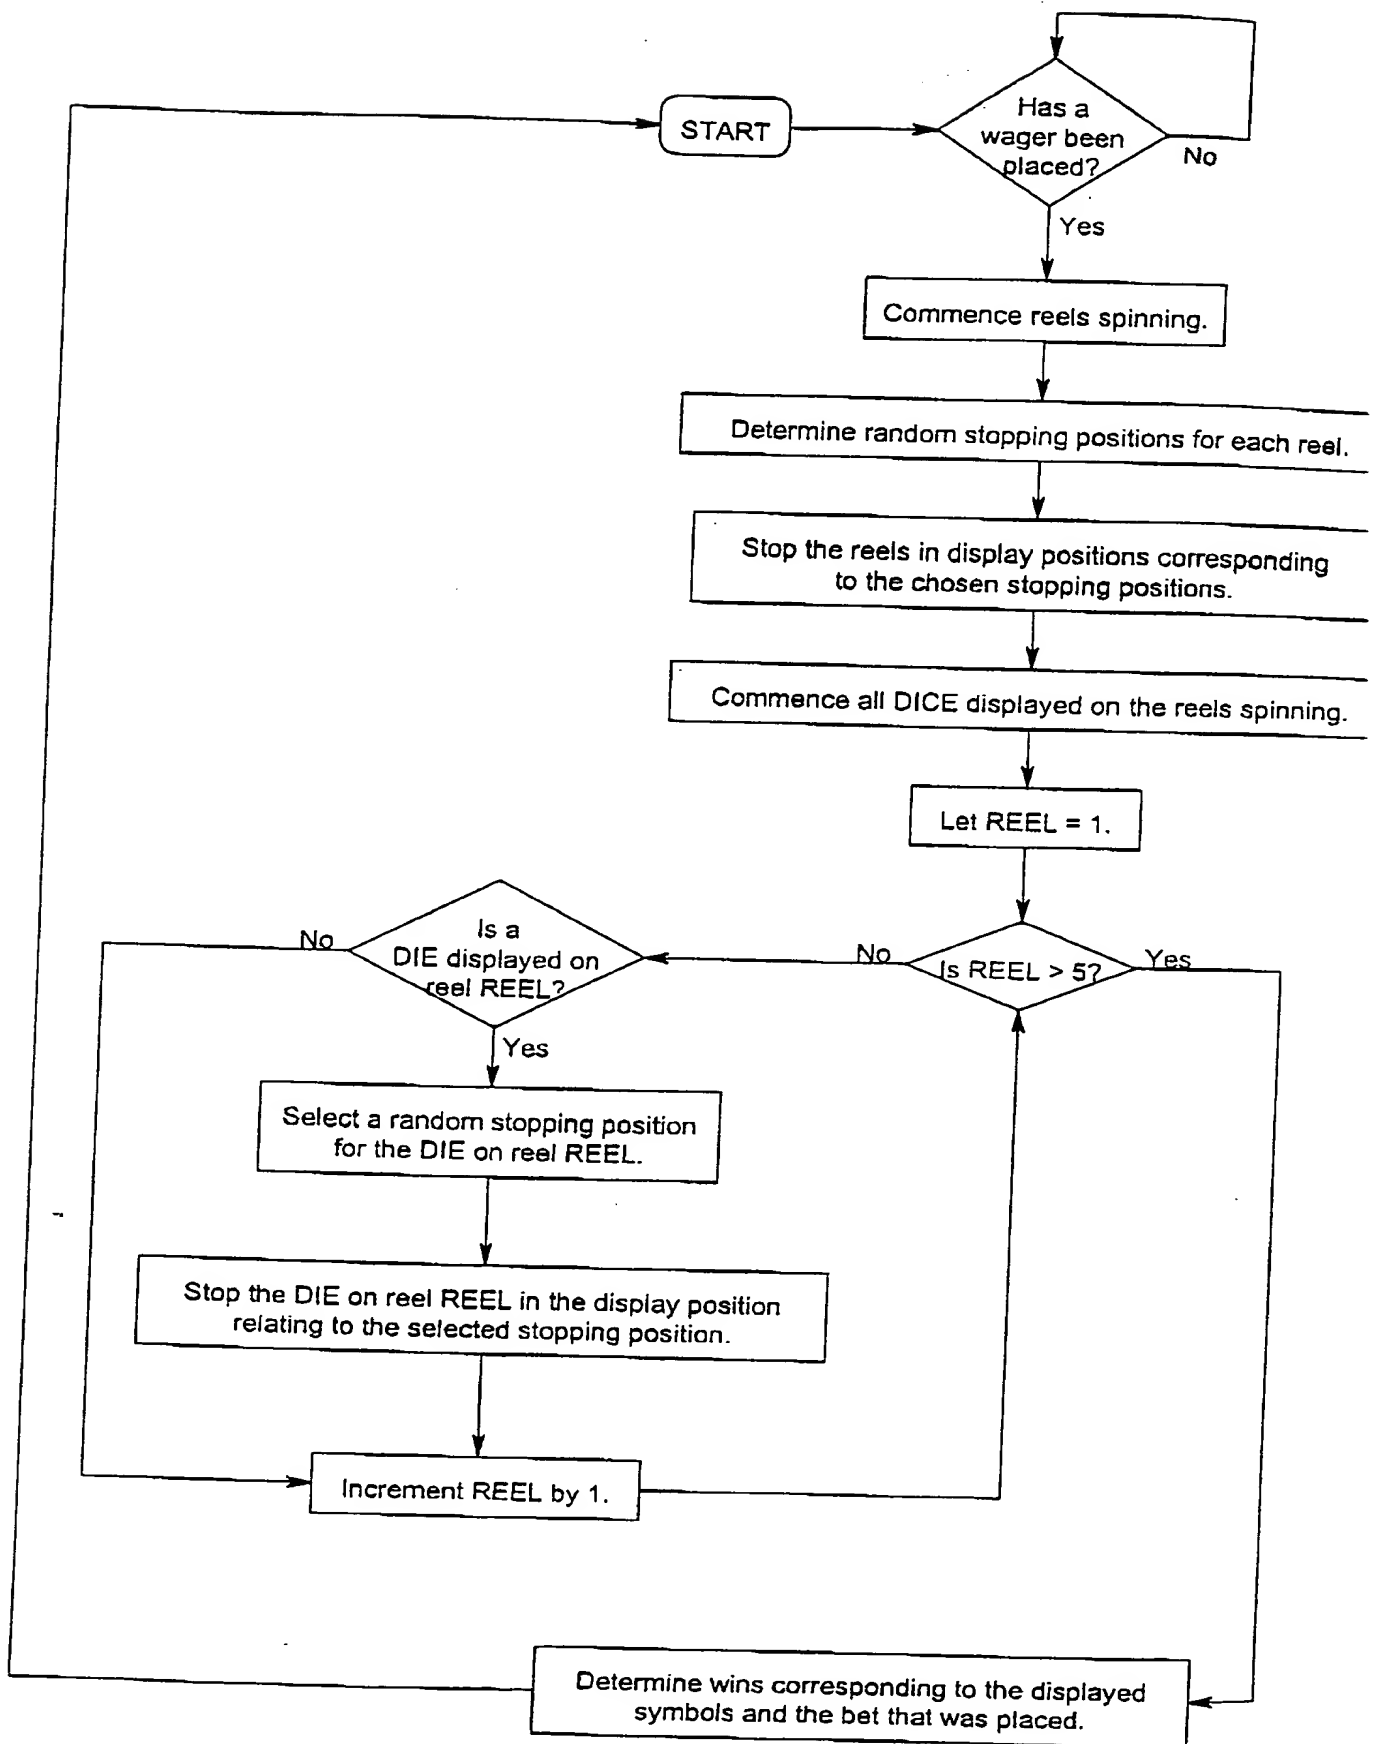 START
Has a
wager been
placed?
No
Yes
Commence reels spinning.
Determine random stopping positions for each reel.
Stop the reels in display positions corresponding
to the chosen stopping positions.
Commence all DICE displayed on the reels spinning.
Let REEL = 1.
Is REEL > 5?
No
Yes
Is a
DIE displayed on
reel REEL?
No
Yes
Select a random stopping position
for the DIE on reel REEL.
Stop the DIE on reel REEL in the display position
relating to the selected stopping position.
Increment REEL by 1.
Determine wins corresponding to the displayed
symbols and the bet that was placed.